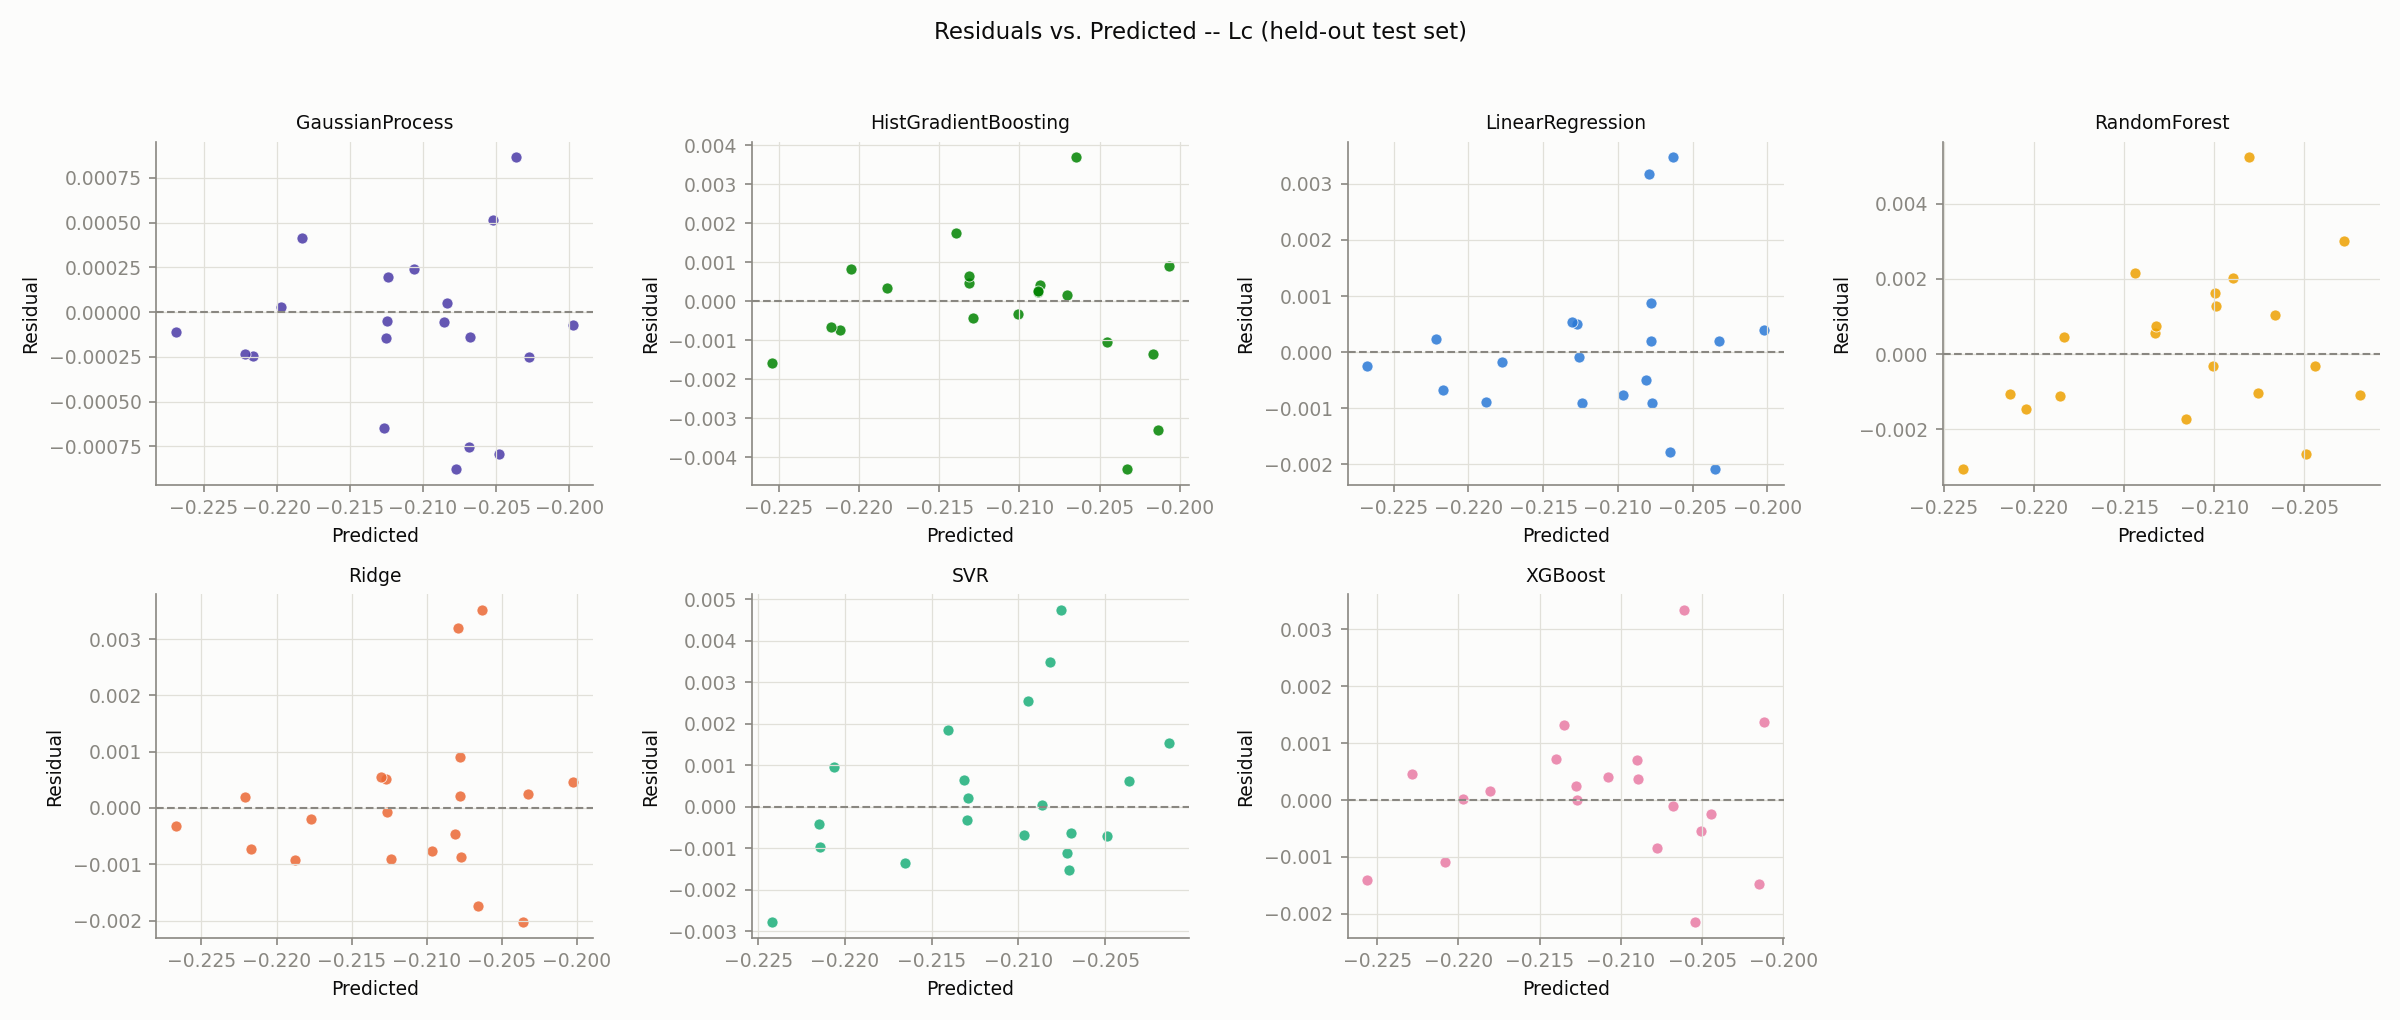 Residuals vs. Predicted -- Lc (held-out test set)
GaussianProcess
Residual
0.00075
0.00050
0.00025
0.00000
−0.00025
−0.00050
−0.00075
−0.225 −0.220 −0.215 −0.210 −0.205 −0.200
Predicted
HistGradientBoosting
Residual
0.004
0.003
0.002
0.001
0.000
−0.001
−0.002
−0.003
−0.004
−0.225 −0.220 −0.215 −0.210 −0.205 −0.200
Predicted
LinearRegression
Residual
0.003
0.002
0.001
0.000
−0.001
−0.002
−0.225 −0.220 −0.215 −0.210 −0.205 −0.200
Predicted
RandomForest
Residual
0.004
0.002
0.000
−0.002
−0.225 −0.220 −0.215 −0.210 −0.205
Predicted
Ridge
Residual
0.003
0.002
0.001
0.000
−0.001
−0.002
−0.225 −0.220 −0.215 −0.210 −0.205 −0.200
Predicted
SVR
Residual
0.005
0.004
0.003
0.002
0.001
0.000
−0.001
−0.002
−0.003
−0.225 −0.220 −0.215 −0.210 −0.205
Predicted
XGBoost
Residual
0.003
0.002
0.001
0.000
−0.001
−0.002
−0.225 −0.220 −0.215 −0.210 −0.205 −0.200
Predicted